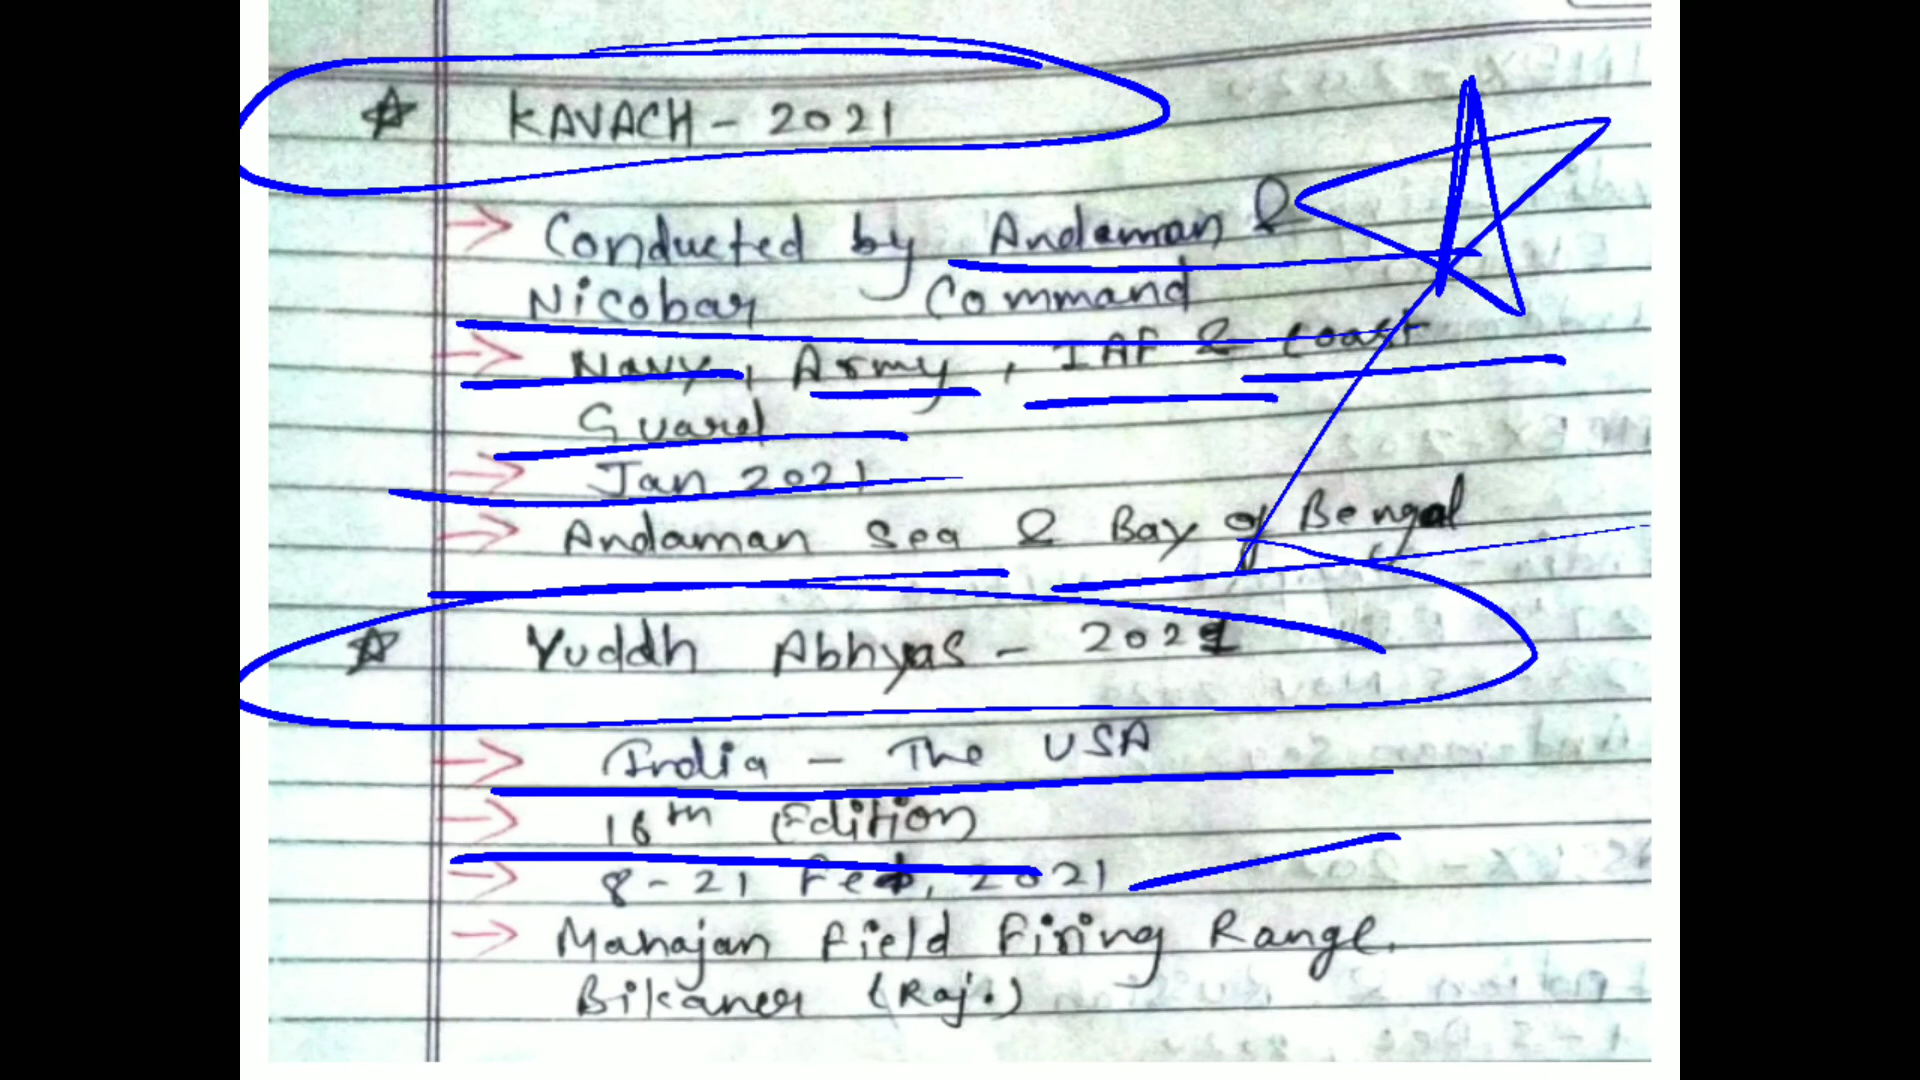 ☆ KAVACH - 2021
→ Conducted by Andaman &
Nicobar Command
→ Navy, Army, IAF & Coast
Guard
→ Jan 2021
→ Andaman Sea & Bay of Bengal
☆ Yuddh Abhyas - 2021
→ India - The USA
→ 16th Edition
→ 8-21 Feb, 2021
→ Mahajan Field Firing Range,
Bikaner (Raj.)